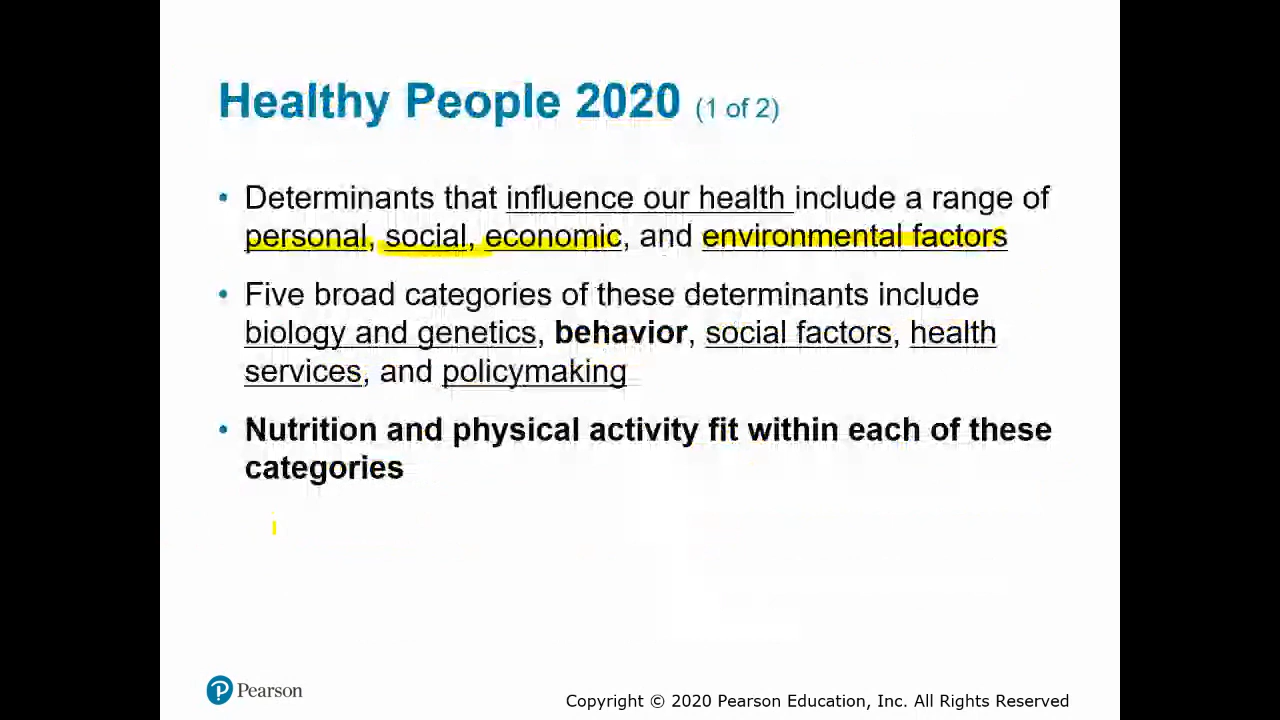 Healthy People 2020 (1 of 2)
• Determinants that influence our health include a range of
personal, social, economic, and environmental factors
• Five broad categories of these determinants include
biology and genetics, behavior, social factors, health
services, and policymaking
• Nutrition and physical activity fit within each of these
categories
Pearson
Copyright © 2020 Pearson Education, Inc. All Rights Reserved